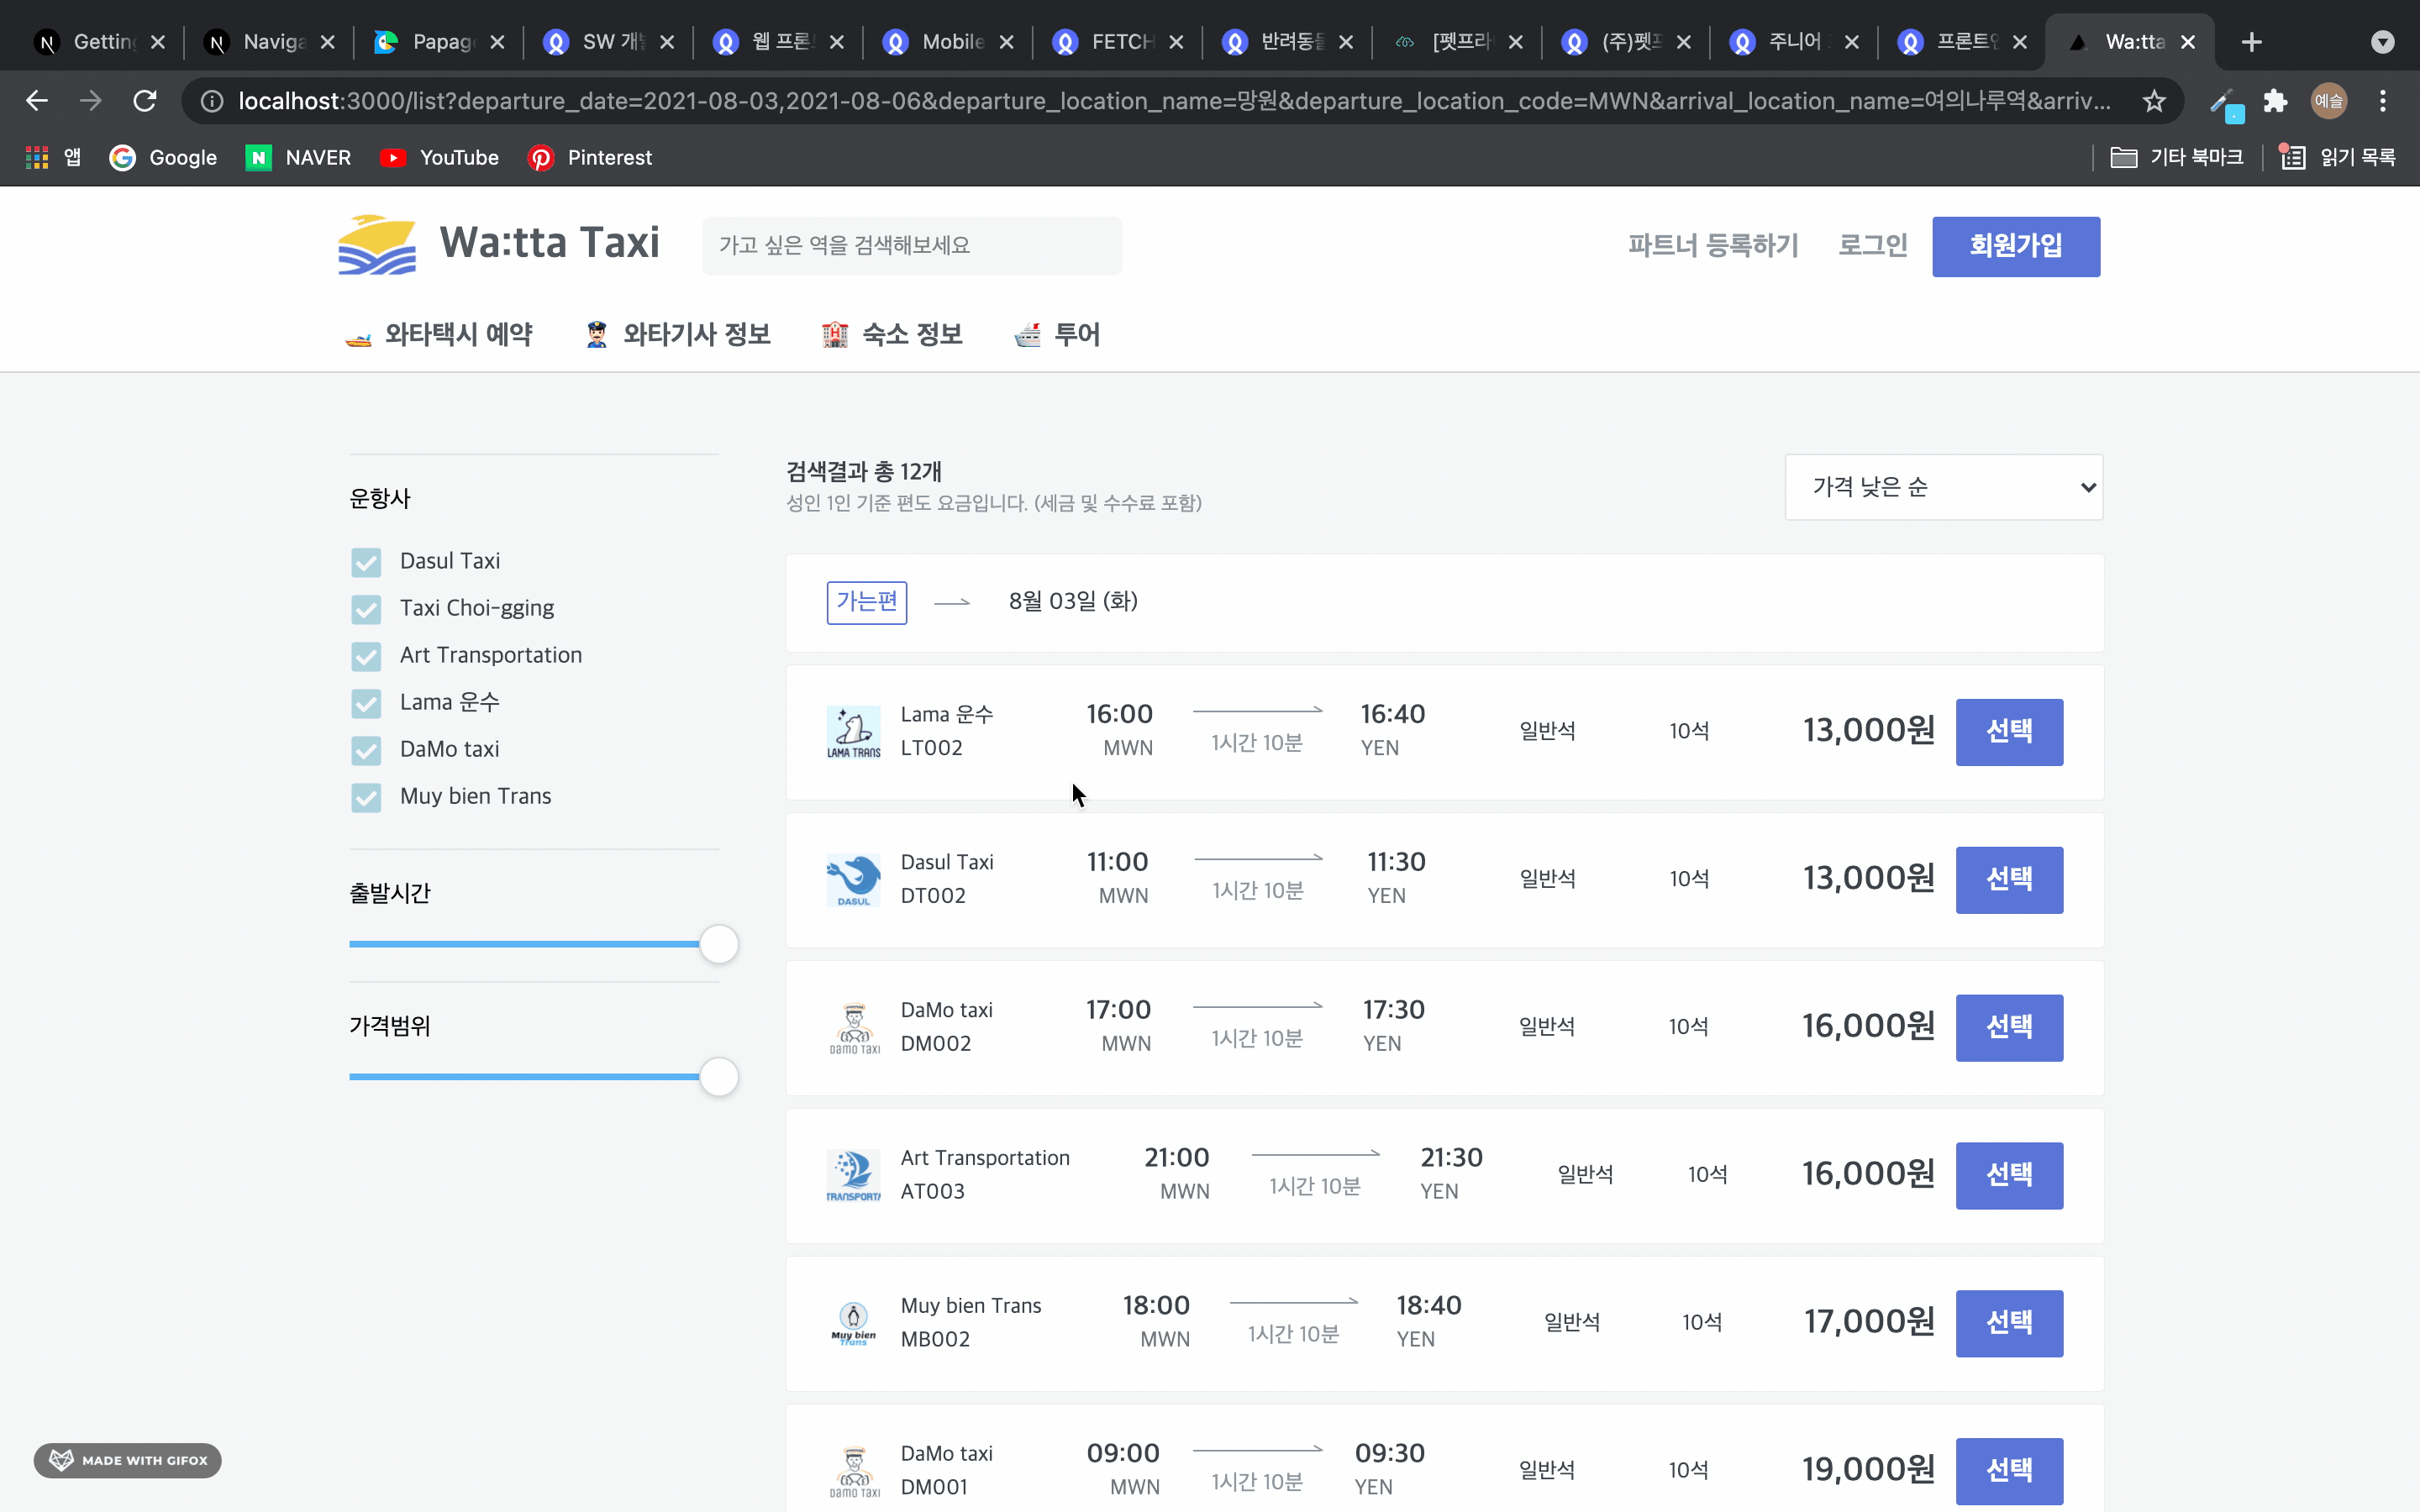 Getting
Naviga
Papago
SW 개발
웹 프론
Mobile
FETCH
반려동
[펫프라
(주)펫프
주니어
프론트엔
Wa:tta
localhost:3000/list?departure_date=2021-08-03,2021-08-06&departure_location_name=망원&departure_location_code=MWN&arrival_location_name=여의나루역&arriv...
예슬
앱
Google
NAVER
YouTube
Pinterest
기타 북마크
읽기 목록
Wa:tta Taxi
가고 싶은 역을 검색해보세요
파트너 등록하기
로그인
회원가입
와타택시 예약
와타기사 정보
숙소 정보
투어
운항사
Dasul Taxi
Taxi Choi-gging
Art Transportation
Lama 운수
DaMo taxi
Muy bien Trans
출발시간
가격범위
검색결과 총 12개
성인 1인 기준 편도 요금입니다. (세금 및 수수료 포함)
가격 낮은 순
가는편 8월 03일 (화)
LAMA TRANS
Lama 운수 16:00 16:40 일반석 10석 13,000원 선택
LT002 MWN 1시간 10분 YEN
DASUL
Dasul Taxi 11:00 11:30 일반석 10석 13,000원 선택
DT002 MWN 1시간 10분 YEN
DAMO TAXI
DaMo taxi 17:00 17:30 일반석 10석 16,000원 선택
DM002 MWN 1시간 10분 YEN
TRANSPORTA
Art Transportation 21:00 21:30 일반석 10석 16,000원 선택
AT003 MWN 1시간 10분 YEN
Muy bien
Trans
Muy bien Trans 18:00 18:40 일반석 10석 17,000원 선택
MB002 MWN 1시간 10분 YEN
DAMO TAXI
DaMo taxi 09:00 09:30 일반석 10석 19,000원 선택
DM001 MWN 1시간 10분 YEN
MADE WITH GIFOX